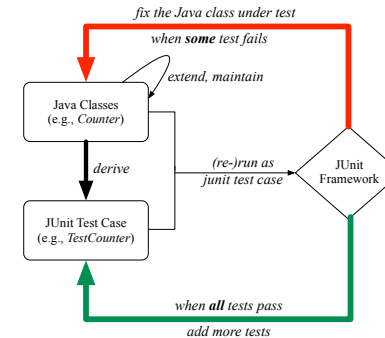 fix the Java class under test
when some test fails
extend, maintain
Java Classes
(e.g., Counter)
derive
(re-)run as
junit test case
JUnit
Framework
JUnit Test Case
(e.g., TestCounter)
when all tests pass
add more tests